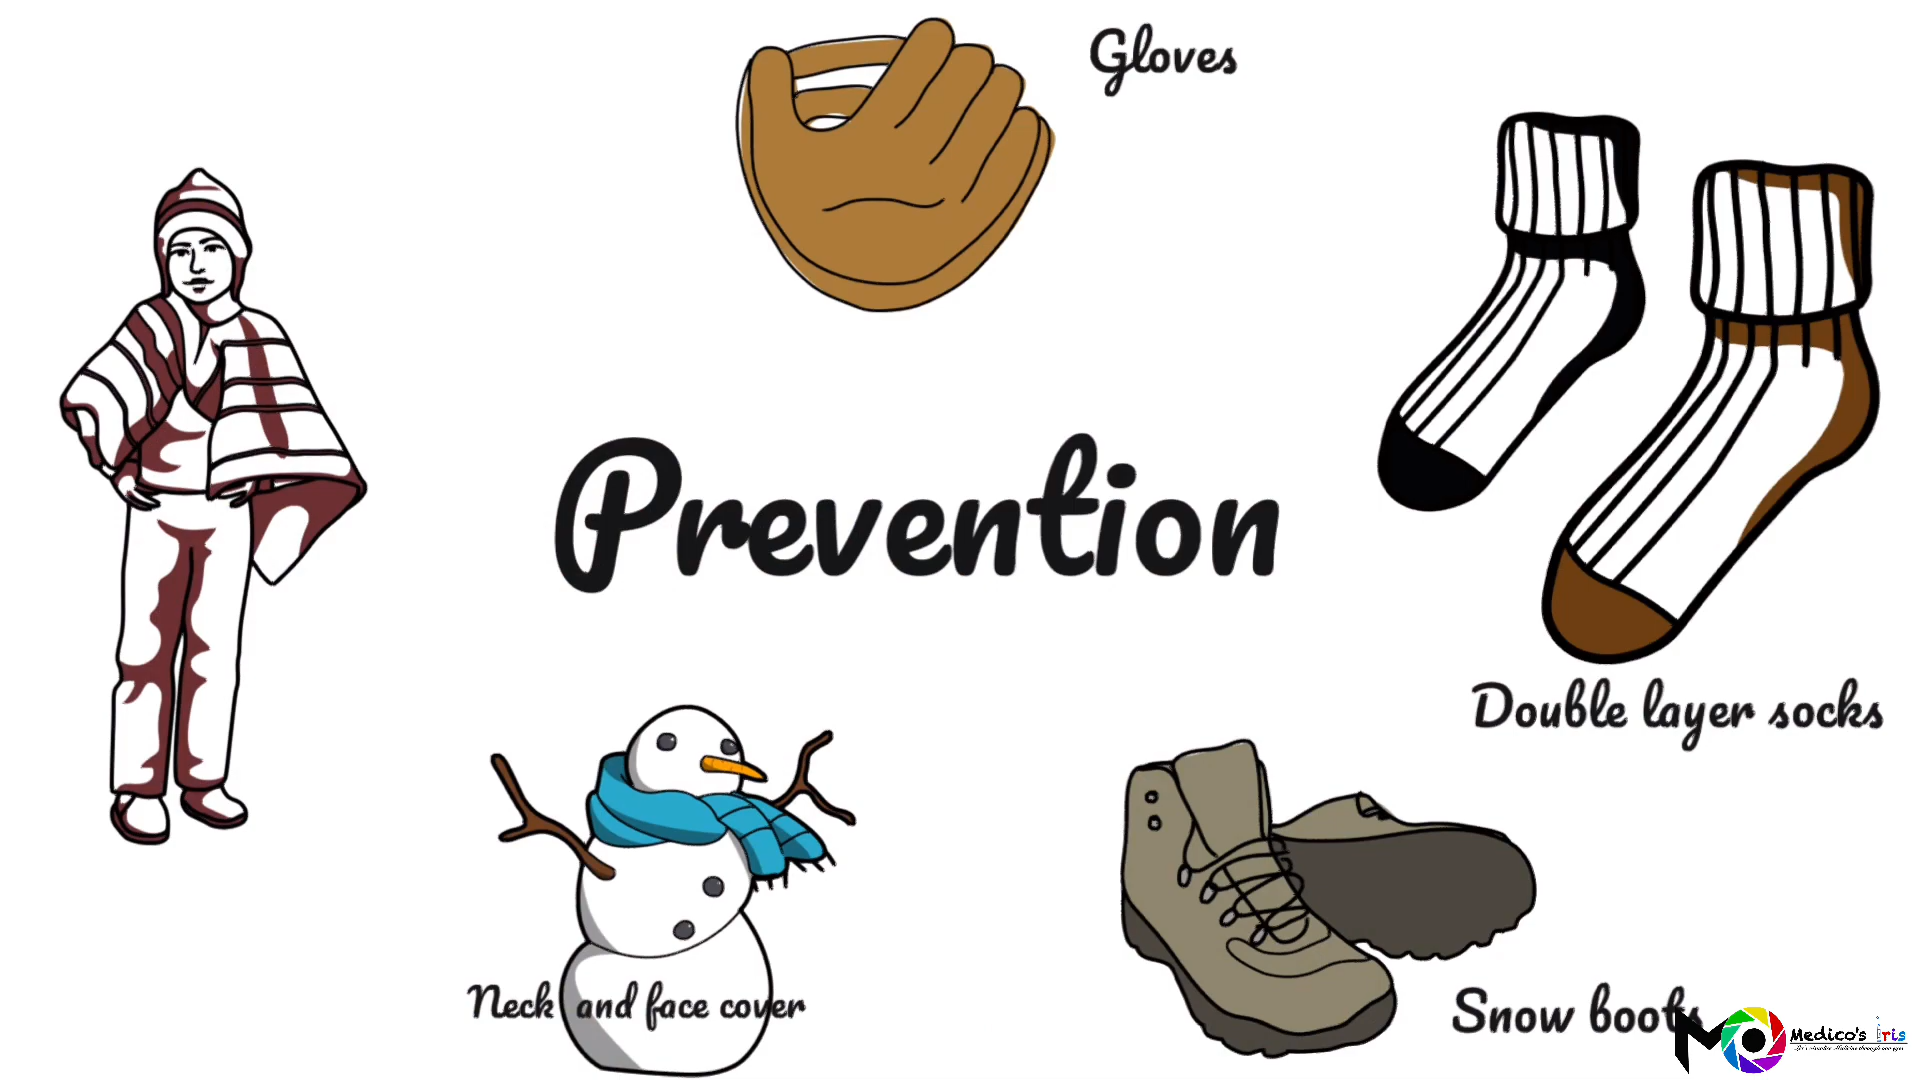 Gloves
Prevention
Double layer socks
Neck and face cover
Snow boots
Medico's Iris